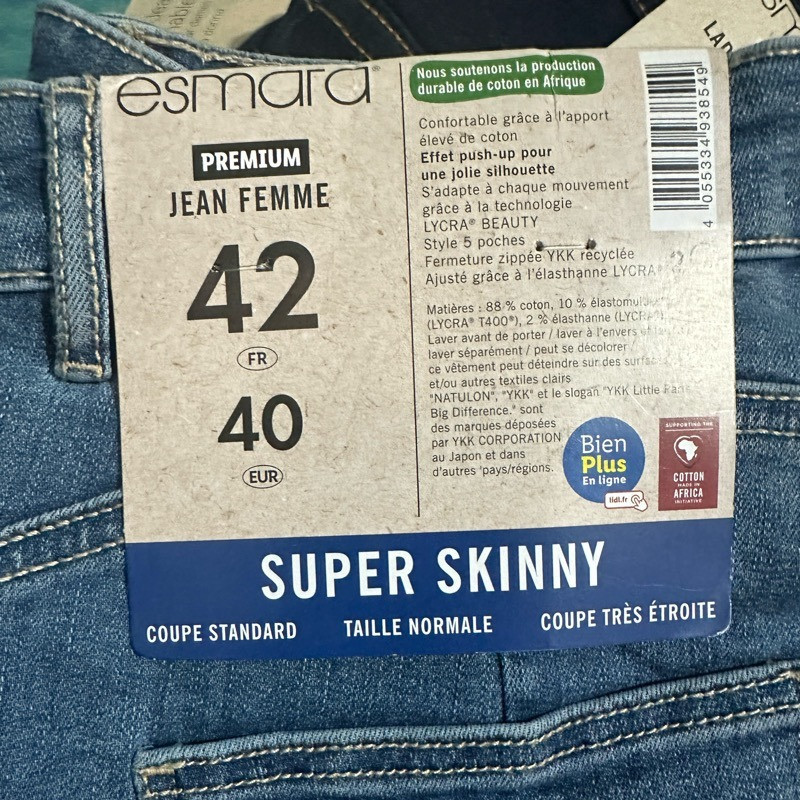 esmara®
PREMIUM
JEAN FEMME
42
FR
40
EUR
Nous soutenons la production
durable de coton en Afrique
Confortable grâce à l'apport
élevé de coton
Effet push-up pour
une jolie silhouette
S'adapte à chaque mouvement
grâce à la technologie
LYCRA® BEAUTY
Style 5 poches
Fermeture zippée YKK recyclée
Ajusté grâce à l'élasthanne LYCRA®
Matières : 88 % coton, 10 %
(LYCRA® T400®), 2 % élasthanne (LYCRA®)
Laver avant de porter / laver à l'envers et
laver séparément / peut se décolorer /
ce vêtement peut déteindre sur des
et/ou autres textiles clairs
"NATULON", "YKK" et le slogan "YKK Little
Big Difference." sont
des marques déposées
par YKK CORPORATION
au Japon et dans
d'autres pays/régions.
4 055334 938549
Bien
Plus
En ligne
lidl.fr
SUPPORTING THE
COTTON
MADE IN
AFRICA
INITIATIVE
SUPER SKINNY
COUPE STANDARD TAILLE NORMALE COUPE TRÈS ÉTROITE